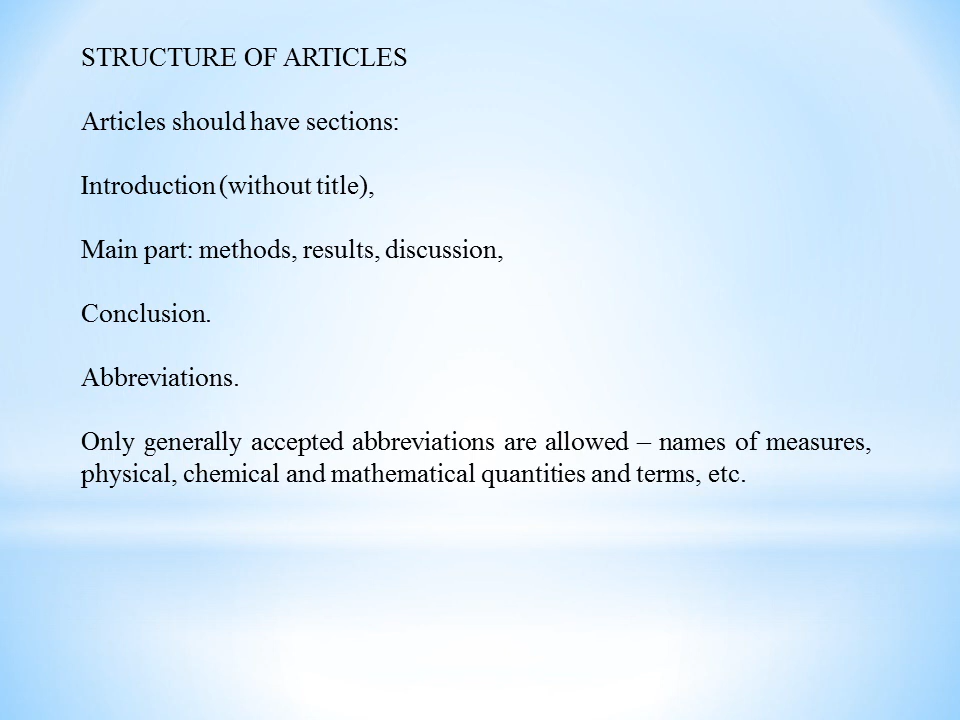 STRUCTURE OF ARTICLES
Articles should have sections:
Introduction (without title),
Main part: methods, results, discussion,
Conclusion.
Abbreviations.
Only generally accepted abbreviations are allowed – names of measures,
physical, chemical and mathematical quantities and terms, etc.